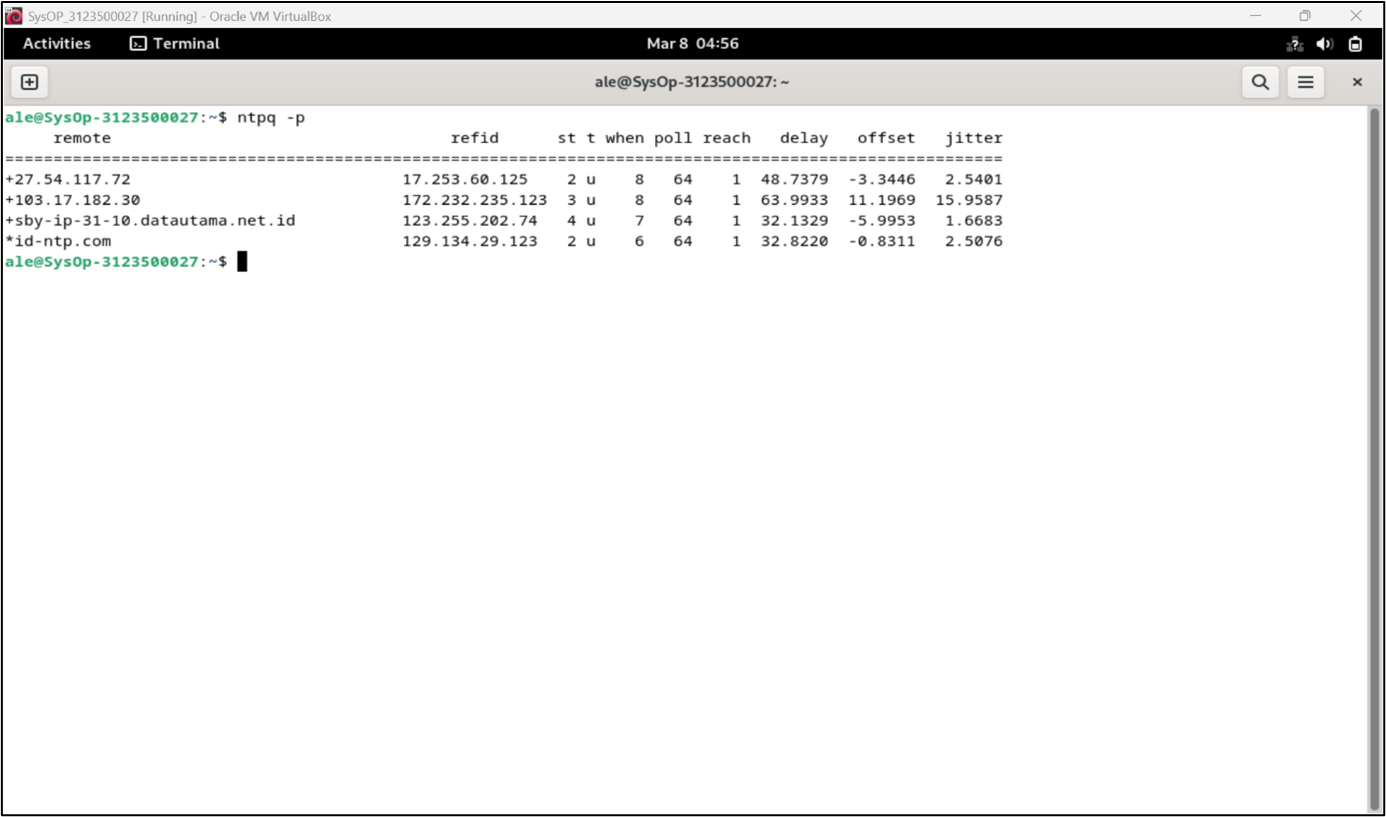 SysOP_3123500027 [Running] - Oracle VM VirtualBox
Activities Terminal Mar 8 04:56
ale@SysOp-3123500027: ~
ale@SysOp-3123500027:~$ ntpq -p
     remote                                   refid      st t when poll reach   delay   offset   jitter
=======================================================================================================
+27.54.117.72                            17.253.60.125    2 u    8   64     1  48.7379  -3.3446   2.5401
+103.17.182.30                           172.232.235.123  3 u    8   64     1  63.9933  11.1969  15.9587
+sby-ip-31-10.datautama.net.id           123.255.202.74   4 u    7   64     1  32.1329  -5.9953   1.6683
*id-ntp.com                              129.134.29.123   2 u    6   64     1  32.8220  -0.8311   2.5076
ale@SysOp-3123500027:~$